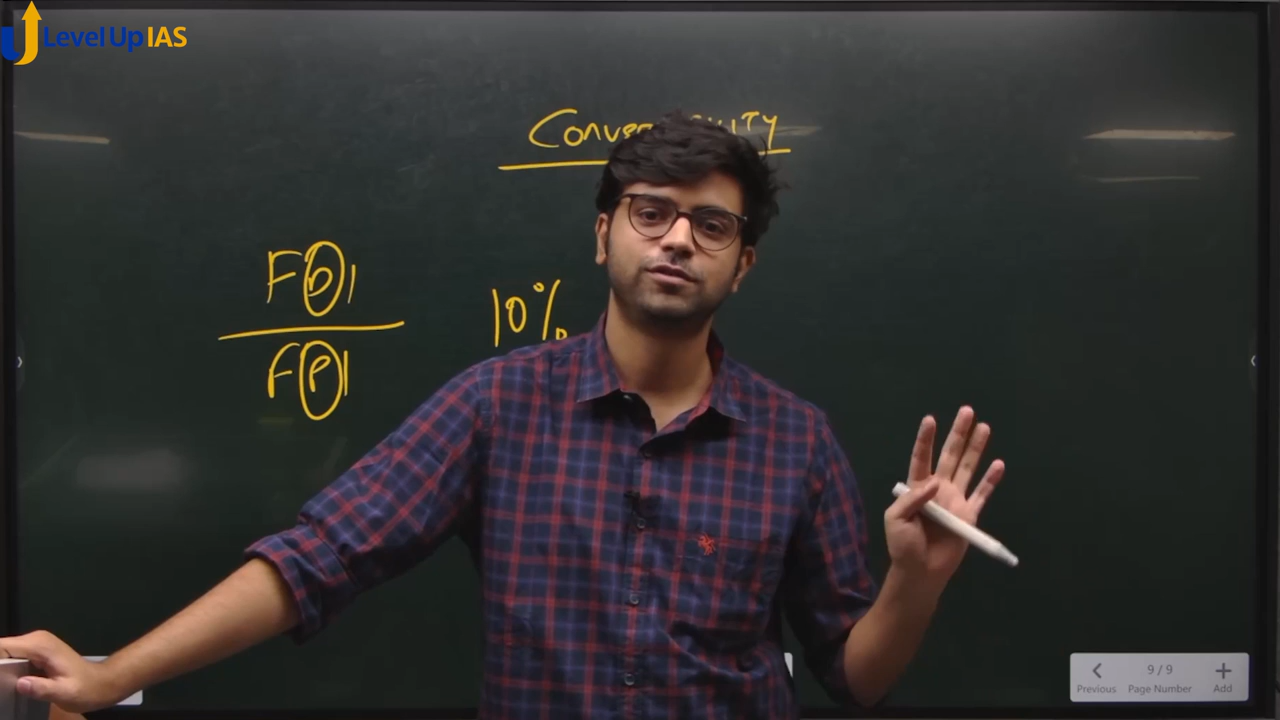 Level Up IAS
FDI
FPI
10%
Previous
9 / 9
Page Number
+
Add